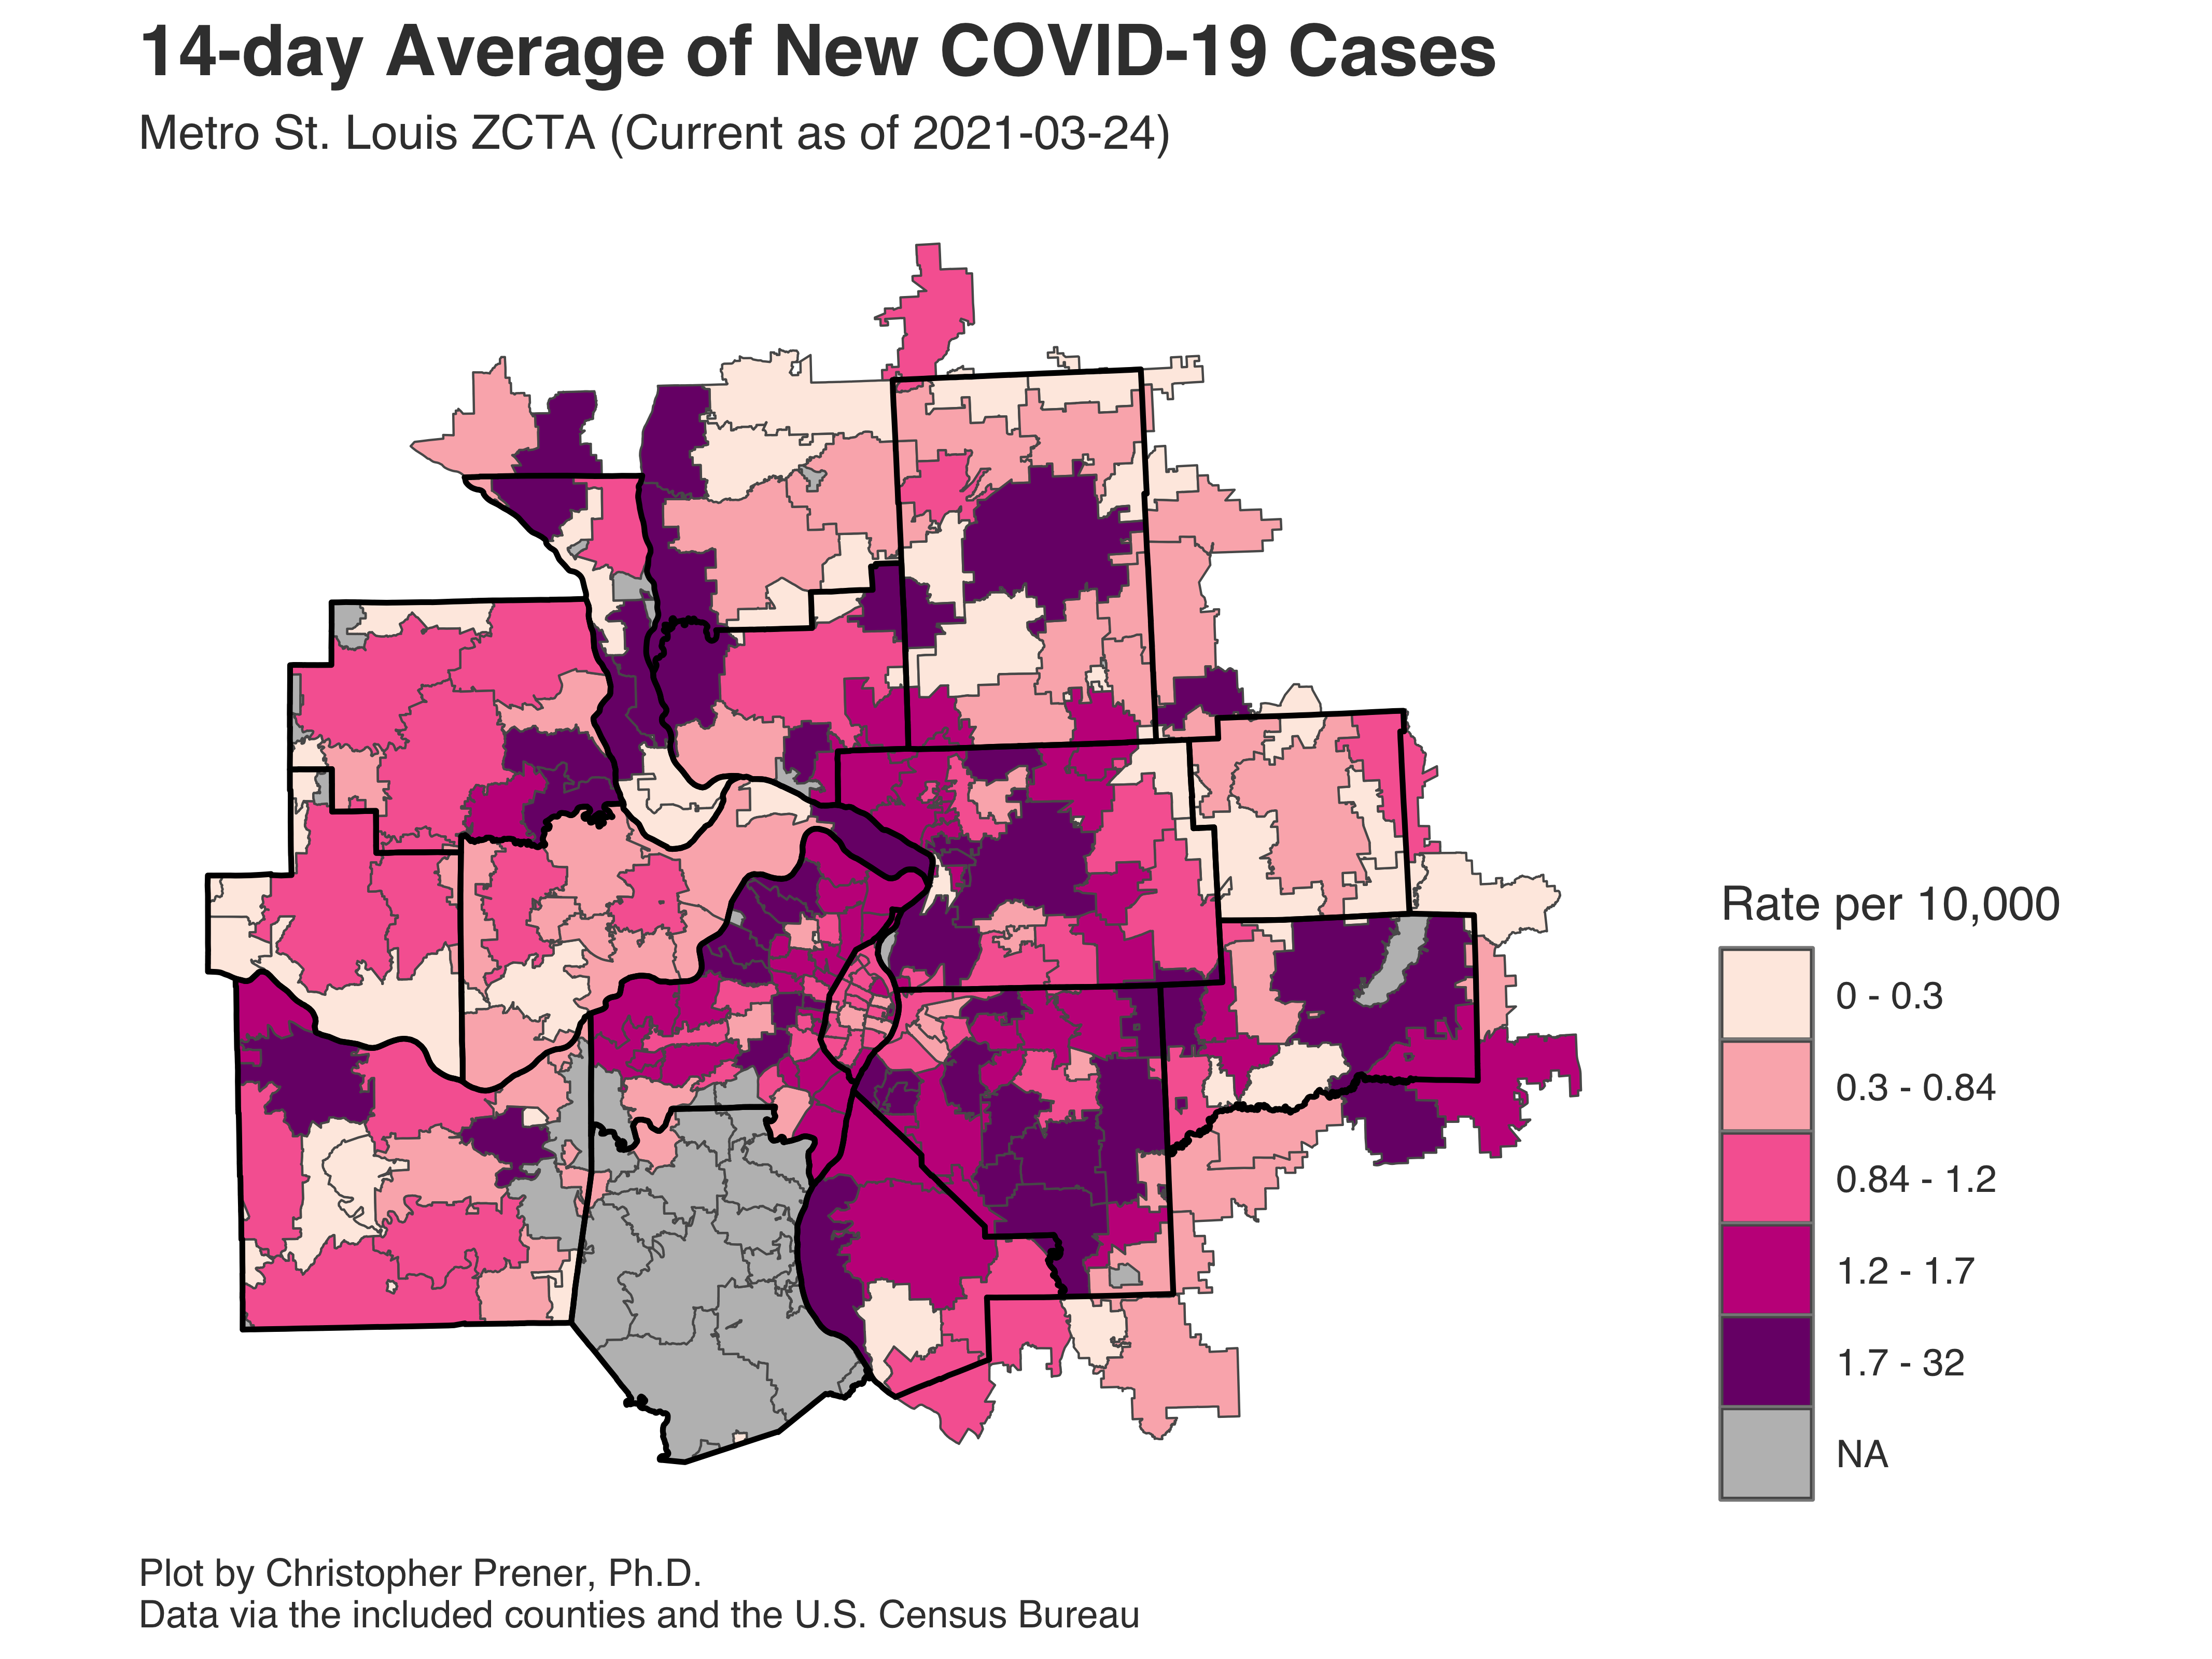 14-day Average of New COVID-19 Cases
Metro St. Louis ZCTA (Current as of 2021-03-24)
Rate per 10,000
0 - 0.3
0.3 - 0.84
0.84 - 1.2
1.2 - 1.7
1.7 - 32
NA
Plot by Christopher Prener, Ph.D.
Data via the included counties and the U.S. Census Bureau